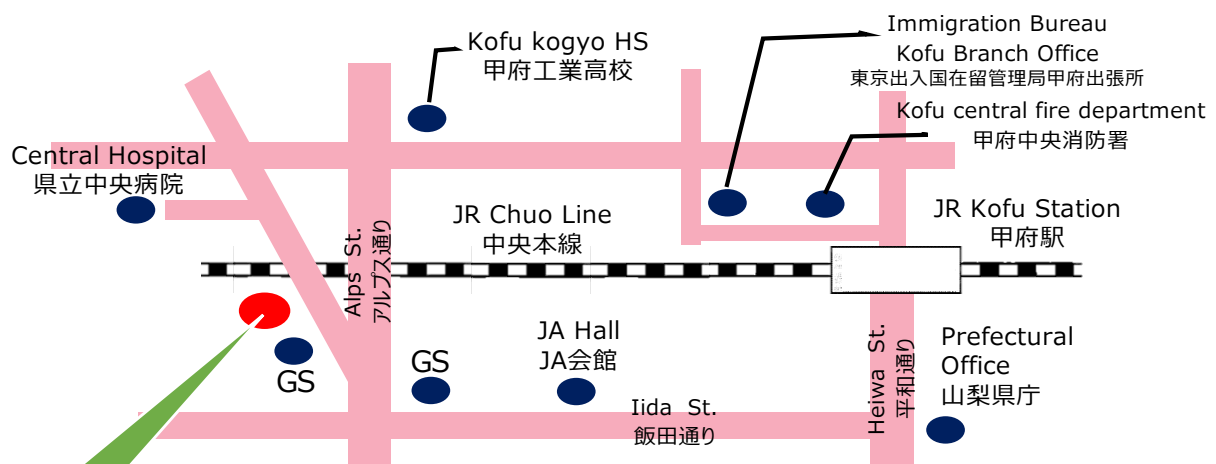 Immigration Bureau
Kofu Branch Office
東京出入国在留管理局甲府出張所
Kofu kogyo HS
甲府工業高校
Kofu central fire department
甲府中央消防署
Central Hospital
県立中央病院
JR Chuo Line
中央本線
JR Kofu Station
甲府駅
Alps St.
アルプス通り
JA Hall
JA会館
GS
GS
Prefectural
Office
山梨県庁
Heiwa St.
平和通り
Iida St.
飯田通り